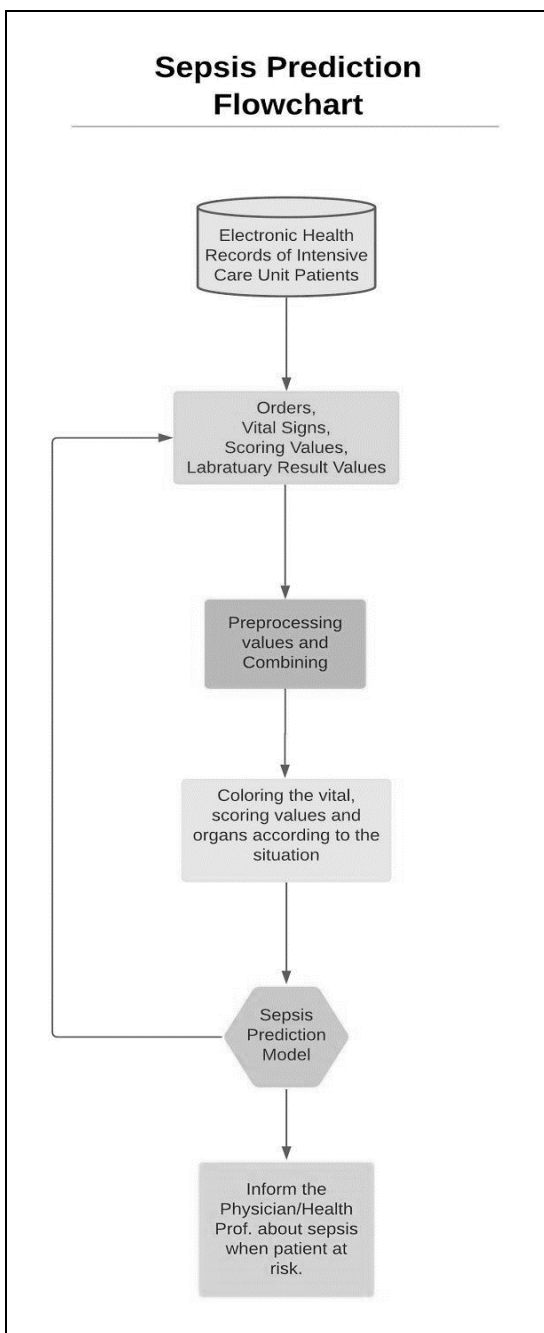 Sepsis Prediction
Flowchart
Electronic Health
Records of Intensive
Care Unit Patients
Orders,
Vital Signs,
Scoring Values,
Labratuary Result Values
Preprocessing
values and
Combining
Coloring the vital,
scoring values and
organs according to the
situation
Sepsis
Prediction
Model
Inform the
Physician/Health
Prof. about sepsis
when patient at
risk.